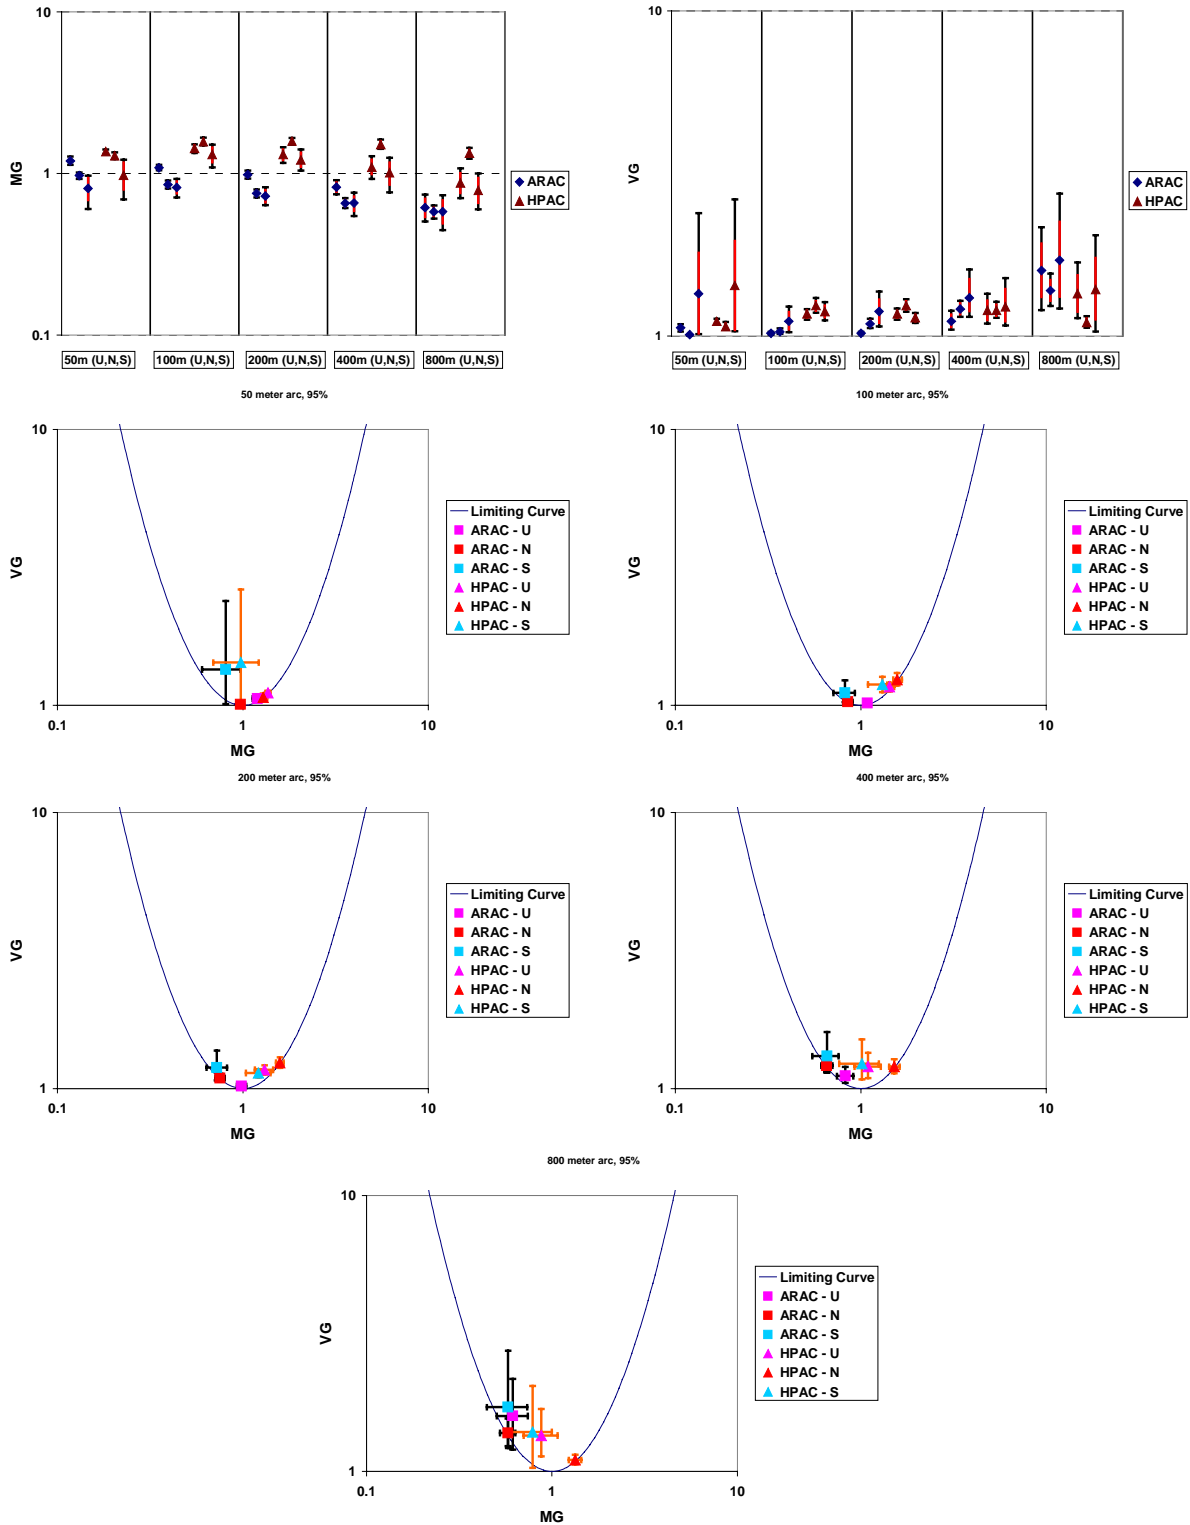 10
MG
1
0.1
ARAC
HPAC
50m (U,N,S)
100m (U,N,S)
200m (U,N,S)
400m (U,N,S)
800m (U,N,S)
10
VG
1
ARAC
HPAC
50m (U,N,S)
100m (U,N,S)
200m (U,N,S)
400m (U,N,S)
800m (U,N,S)
50 meter arc, 95%
10
VG
1
0.1
1
10
MG
Limiting Curve
ARAC - U
ARAC - N
ARAC - S
HPAC - U
HPAC - N
HPAC - S
100 meter arc, 95%
10
VG
1
0.1
1
10
MG
Limiting Curve
ARAC - U
ARAC - N
ARAC - S
HPAC - U
HPAC - N
HPAC - S
200 meter arc, 95%
10
VG
1
0.1
1
10
MG
Limiting Curve
ARAC - U
ARAC - N
ARAC - S
HPAC - U
HPAC - N
HPAC - S
400 meter arc, 95%
10
VG
1
0.1
1
10
MG
Limiting Curve
ARAC - U
ARAC - N
ARAC - S
HPAC - U
HPAC - N
HPAC - S
800 meter arc, 95%
10
VG
1
0.1
1
10
MG
Limiting Curve
ARAC - U
ARAC - N
ARAC - S
HPAC - U
HPAC - N
HPAC - S